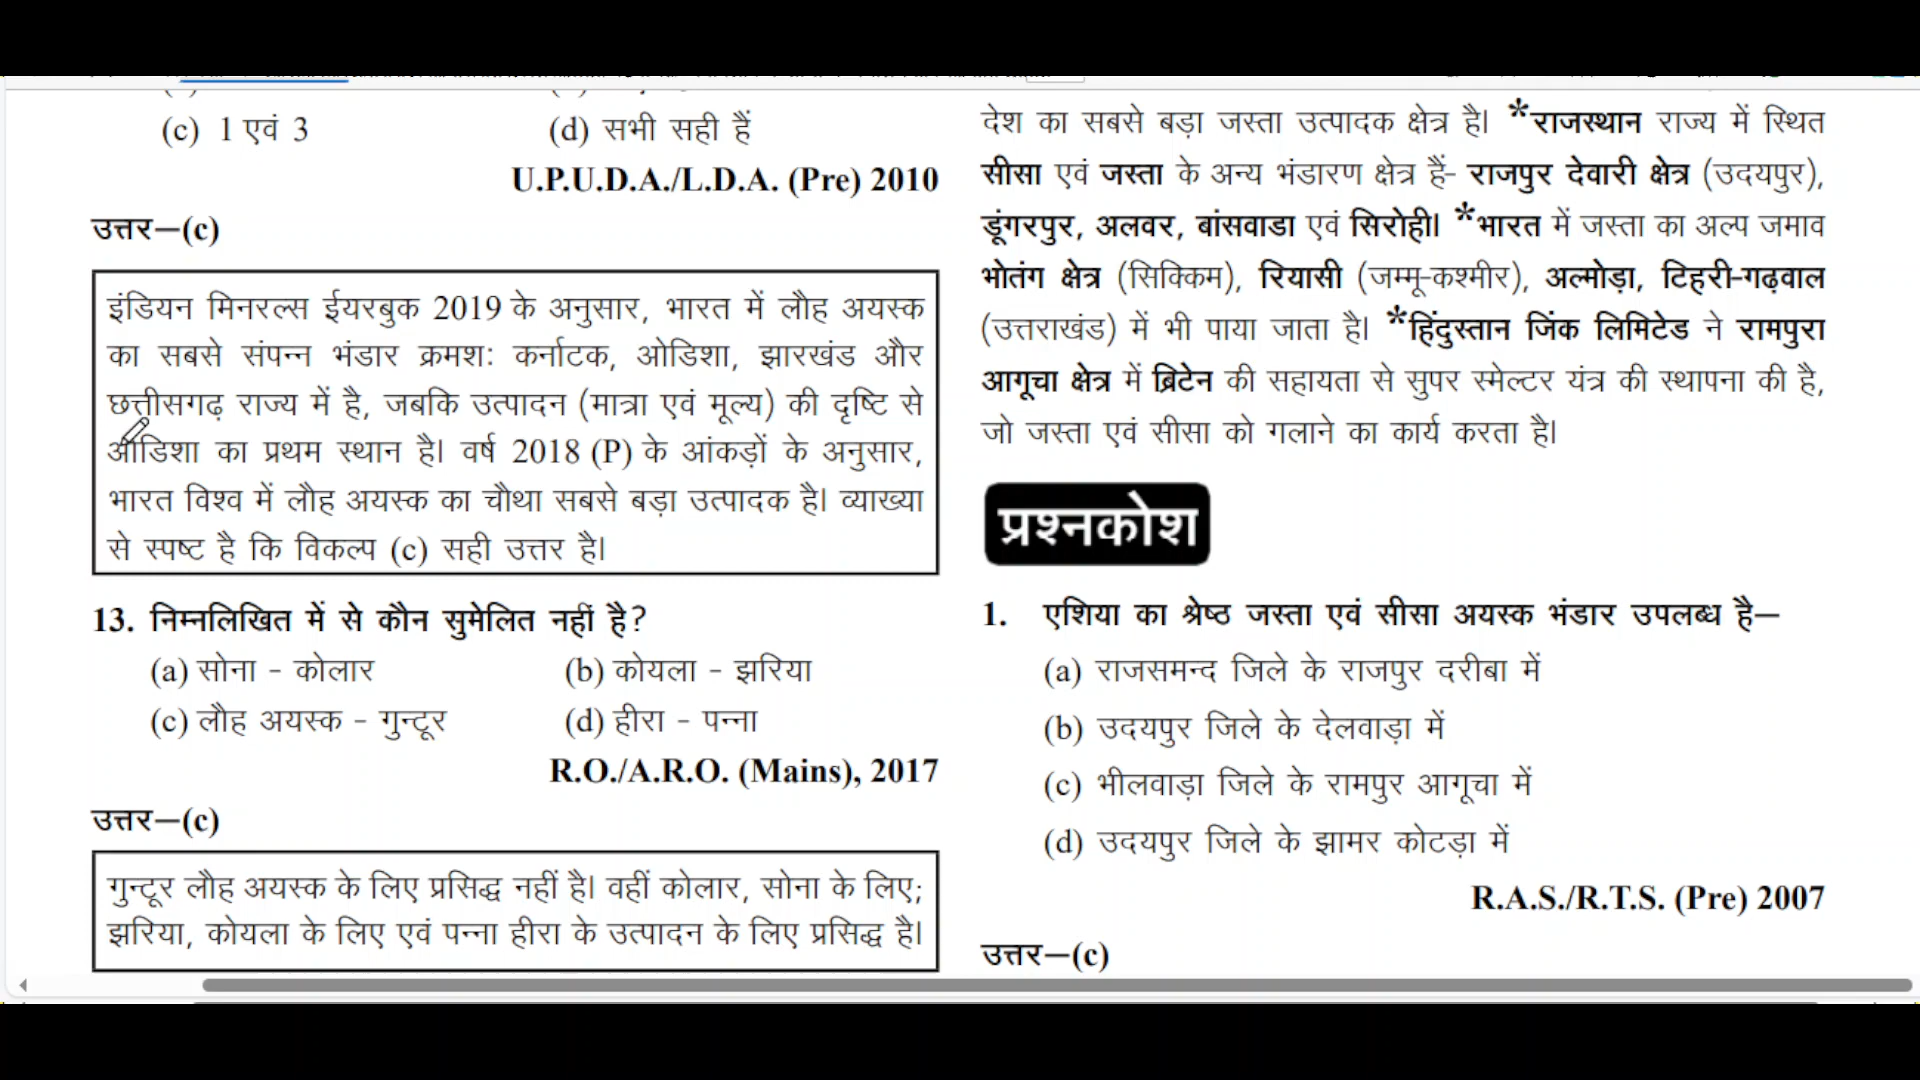 (c) 1 एवं 3 (d) सभी सही हैं
U.P.U.D.A./L.D.A. (Pre) 2010
उत्तर—(c)
इंडियन मिनरल्स ईयरबुक 2019 के अनुसार, भारत में लौह अयस्क
का सबसे संपन्न भंडार क्रमशः कर्नाटक, ओडिशा, झारखंड और
छत्तीसगढ़ राज्य में है, जबकि उत्पादन (मात्रा एवं मूल्य) की दृष्टि से
ओडिशा का प्रथम स्थान है। वर्ष 2018 (P) के आंकड़ों के अनुसार,
भारत विश्व में लौह अयस्क का चौथा सबसे बड़ा उत्पादक है। व्याख्या
से स्पष्ट है कि विकल्प (c) सही उत्तर है।
13. निम्नलिखित में से कौन सुमेलित नहीं है?
(a) सोना - कोलार (b) कोयला - झरिया
(c) लौह अयस्क - गुन्टूर (d) हीरा - पन्ना
R.O./A.R.O. (Mains), 2017
उत्तर—(c)
गुन्टूर लौह अयस्क के लिए प्रसिद्ध नहीं है। वहीं कोलार, सोना के लिए;
झरिया, कोयला के लिए एवं पन्ना हीरा के उत्पादन के लिए प्रसिद्ध है।
देश का सबसे बड़ा जस्ता उत्पादक क्षेत्र है। *राजस्थान राज्य में स्थित
सीसा एवं जस्ता के अन्य भंडारण क्षेत्र हैं- राजपुर देवारी क्षेत्र (उदयपुर),
डूंगरपुर, अलवर, बांसवाडा एवं सिरोही। *भारत में जस्ता का अल्प जमाव
भोतंग क्षेत्र (सिक्किम), रियासी (जम्मू-कश्मीर), अल्मोड़ा, टिहरी-गढ़वाल
(उत्तराखंड) में भी पाया जाता है। *हिंदुस्तान जिंक लिमिटेड ने रामपुरा
आगूचा क्षेत्र में ब्रिटेन की सहायता से सुपर स्मेल्टर यंत्र की स्थापना की है,
जो जस्ता एवं सीसा को गलाने का कार्य करता है।
प्रश्नकोश
1. एशिया का श्रेष्ठ जस्ता एवं सीसा अयस्क भंडार उपलब्ध है—
(a) राजसमन्द जिले के राजपुर दरीबा में
(b) उदयपुर जिले के देलवाड़ा में
(c) भीलवाड़ा जिले के रामपुर आगूचा में
(d) उदयपुर जिले के झामर कोटड़ा में
R.A.S./R.T.S. (Pre) 2007
उत्तर—(c)